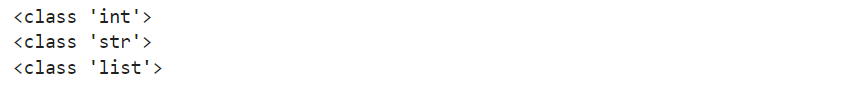 <class 'int'>
<class 'str'>
<class 'list'>